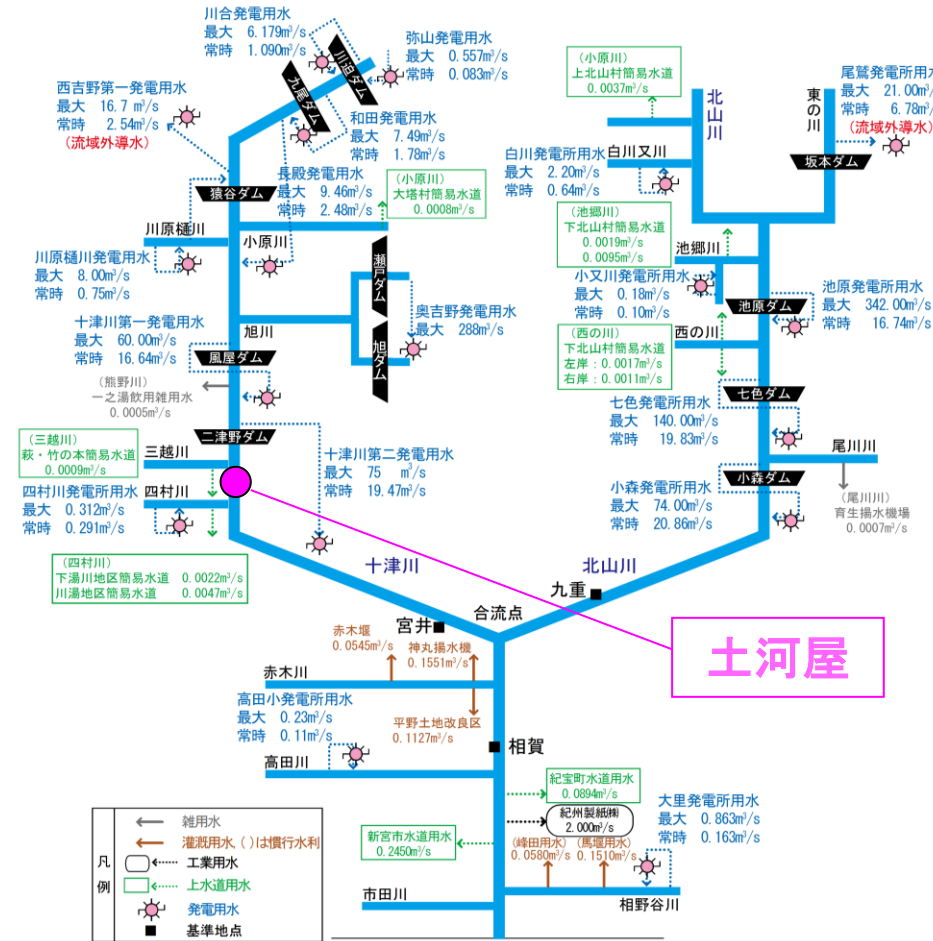 川合発電用水
最大 6.179m³/s
常時 1.090m³/s
弥山発電用水
最大 0.557m³/s
常時 0.083m³/s
川迫ダム
九尾ダム
西吉野第一発電用水
最大 16.7 m³/s
常時 2.54m³/s
(流域外導水)
和田発電用水
最大 7.49m³/s
常時 1.78m³/s
長殿発電用水
最大 9.46m³/s
常時 2.48m³/s
(小原川)
大塔村簡易水道
0.0008m³/s
猿谷ダム
川原樋川
小原川
川原樋川発電用水
最大 8.00m³/s
常時 0.75m³/s
瀬戸ダム
旭ダム
奥吉野発電用水
最大 288m³/s
旭川
十津川第一発電用水
最大 60.00m³/s
常時 16.64m³/s
風屋ダム
(熊野川)
一之湯飲用雑用水
0.0005m³/s
二津野ダム
(三越川)
萩・竹の本簡易水道
0.0009m³/s
三越川
十津川第二発電用水
最大 75 m³/s
常時 19.47m³/s
四村川発電所用水
最大 0.312m³/s
常時 0.291m³/s
四村川
(四村川)
下湯川地区簡易水道 0.0022m³/s
川湯地区簡易水道 0.0047m³/s
十津川
(小原川)
上北山村簡易水道
0.0037m³/s
北山川
東の川
尾鷲発電所用水
最大 21.00m³/s
常時 6.78m³/s
(流域外導水)
坂本ダム
白川発電所用水
最大 2.20m³/s
常時 0.64m³/s
白川又川
(池郷川)
下北山村簡易水道
0.0019m³/s
0.0095m³/s
池郷川
小又川発電所用水
最大 0.18m³/s
常時 0.10m³/s
池原ダム
池原発電所用水
最大 342.00m³/s
常時 16.74m³/s
(西の川)
下北山村簡易水道
左岸：0.0017m³/s
右岸：0.0011m³/s
西の川
七色ダム
七色発電所用水
最大 140.00m³/s
常時 19.83m³/s
尾川川
小森ダム
小森発電所用水
最大 74.00m³/s
常時 20.86m³/s
(尾川川)
育生揚水機場
0.0007m³/s
北山川
九重
合流点
宮井
土河屋
赤木堰
0.0545m³/s
神丸揚水機
0.1551m³/s
赤木川
平野土地改良区
0.1127m³/s
高田小発電所用水
最大 0.23m³/s
常時 0.11m³/s
高田川
相賀
紀宝町水道用水
0.0894m³/s
紀州製紙㈱
2.000m³/s
大里発電所用水
最大 0.863m³/s
常時 0.163m³/s
新宮市水道用水
0.2450m³/s
(峰田用水)
0.0580m³/s
(馬堰用水)
0.1510m³/s
市田川
相野谷川
凡例
雑用水
灌漑用水,( )は慣行水利
工業用水
上水道用水
発電用水
基準地点